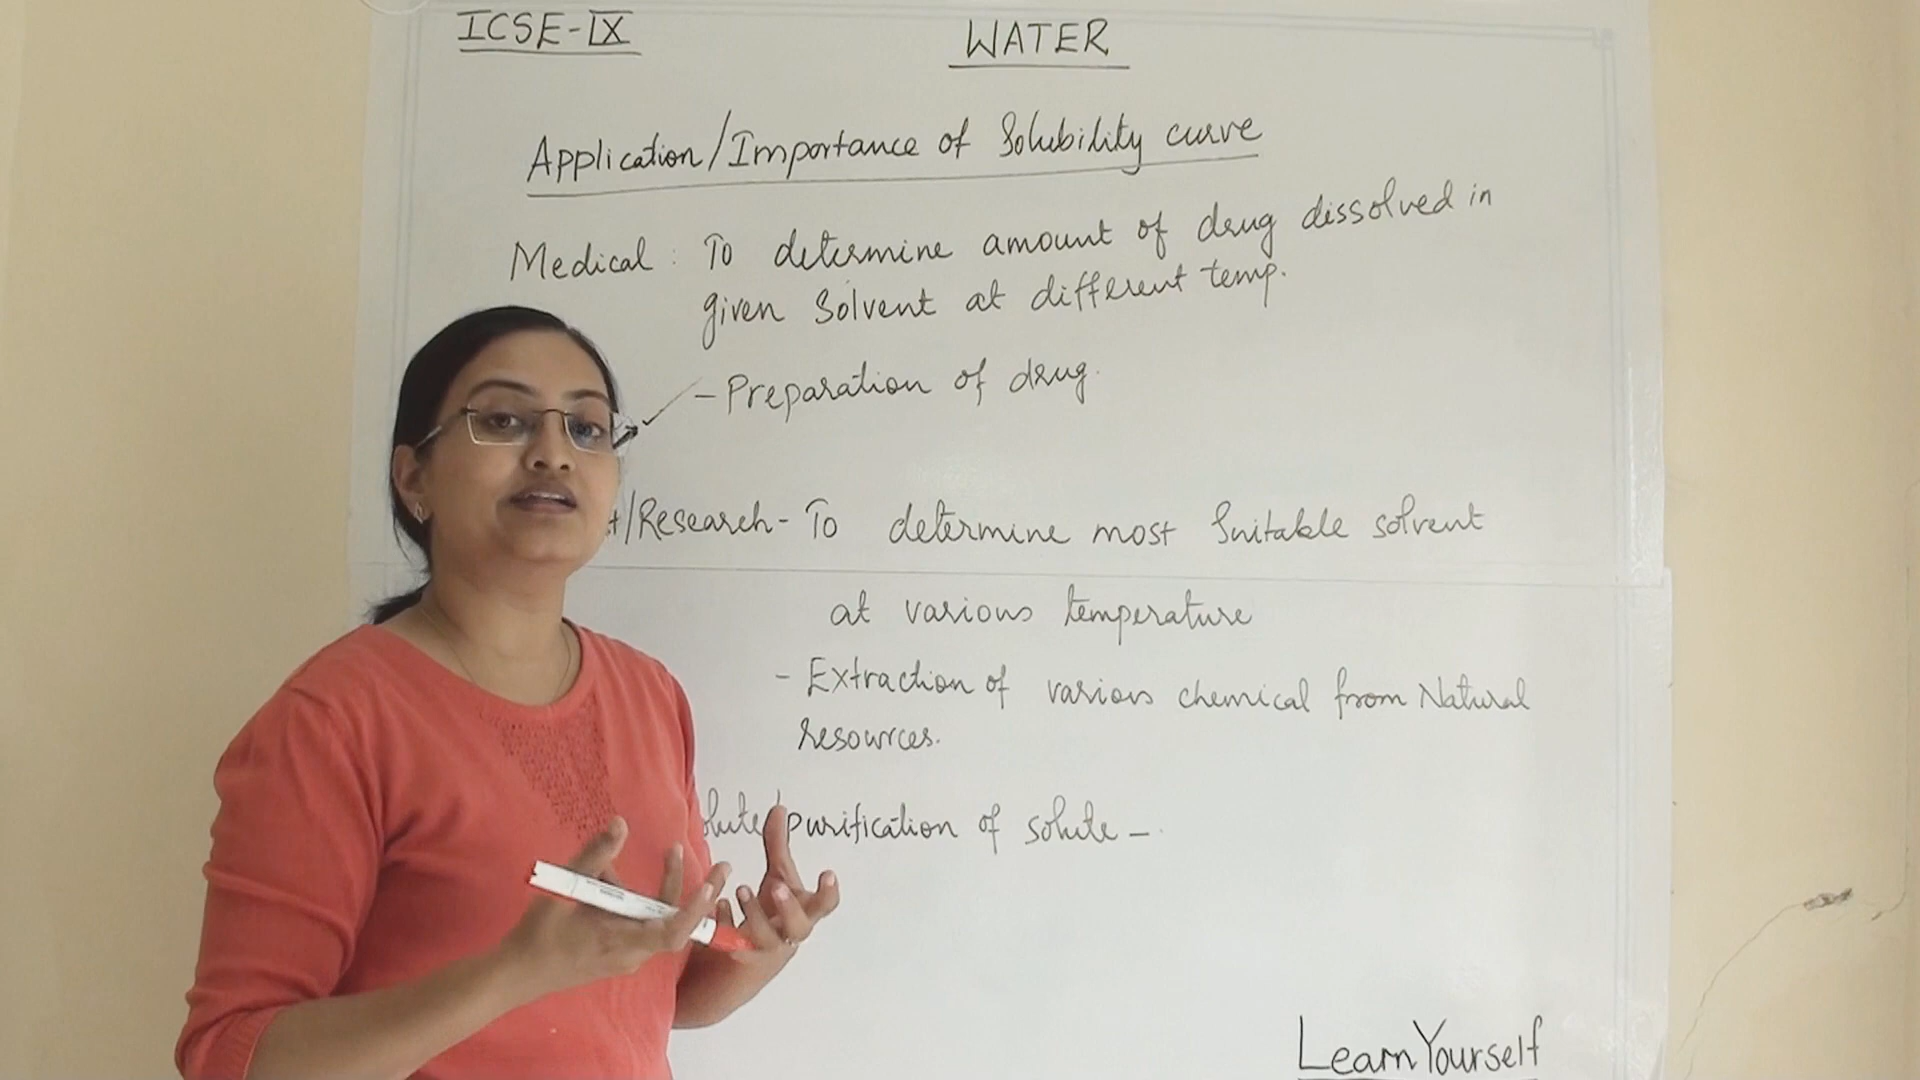 ICSE-IX
WATER
Application/Importance of Solubility curve
Medical : To determine amount of drug dissolved in
given Solvent at different temp.
- Preparation of drug.
/Research - To determine most Suitable solvent
at various temperature
- Extraction of various chemical from Natural
resources.
purification of solute -
Learn Yourself